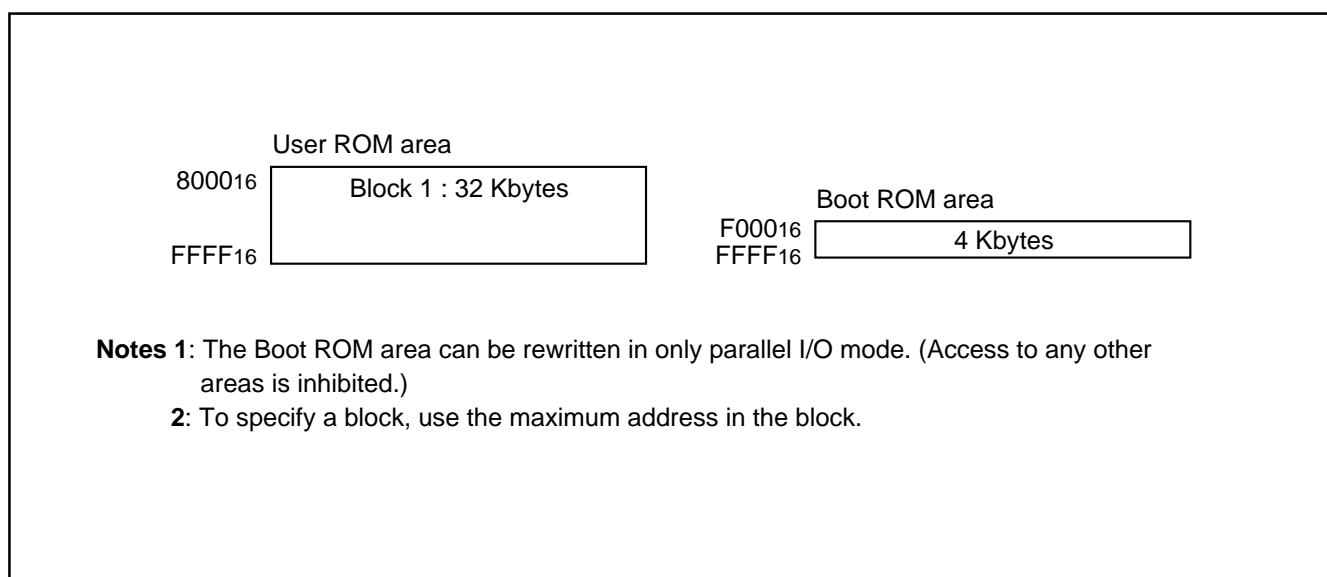 User ROM area
800016
Block 1 : 32 Kbytes
FFFF16
Boot ROM area
F00016
4 Kbytes
FFFF16
Notes 1: The Boot ROM area can be rewritten in only parallel I/O mode. (Access to any other
areas is inhibited.)
2: To specify a block, use the maximum address in the block.